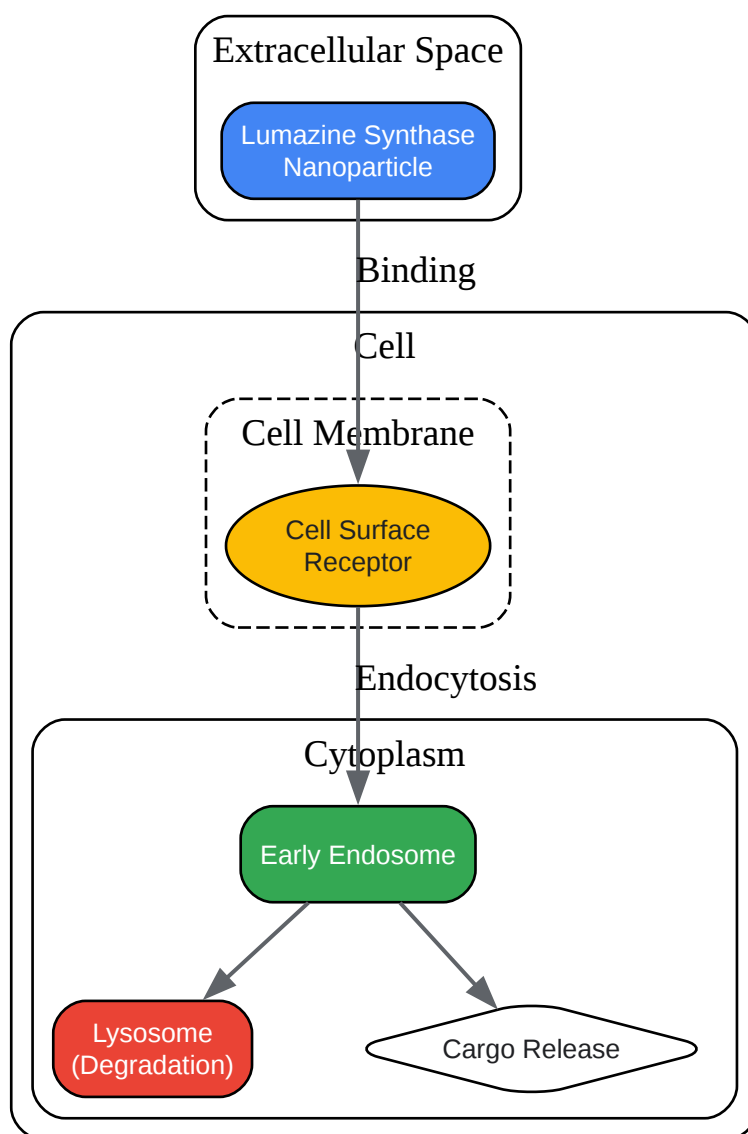 Extracellular Space
Lumazine Synthase
Nanoparticle
Binding
Cell
Cell Membrane
Cell Surface
Receptor
Endocytosis
Cytoplasm
Early Endosome
Lysosome
(Degradation)
Cargo Release